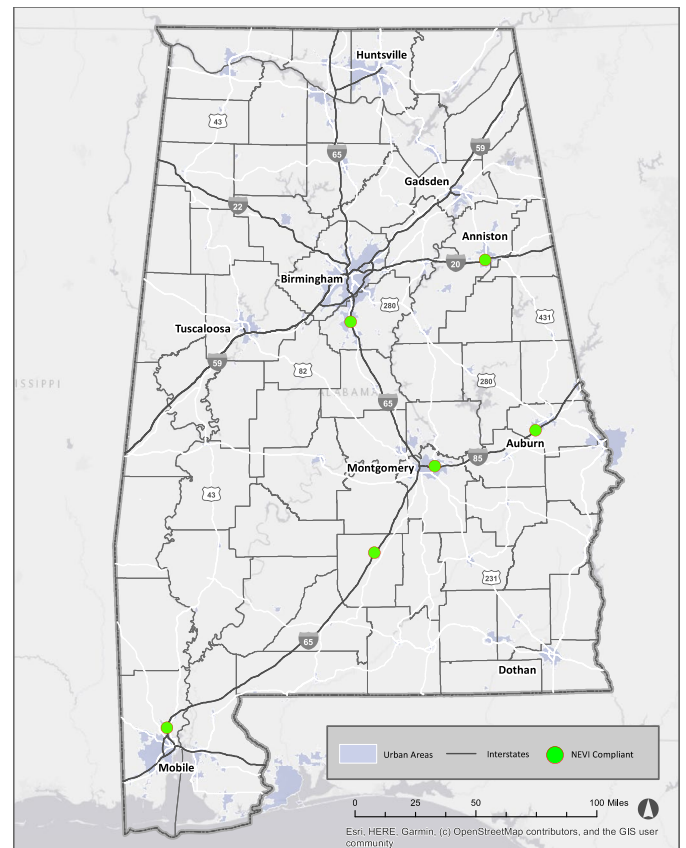 Huntsville
43
65
59
Gadsden
22
Anniston
20
Birmingham
280
431
Tuscaloosa
59
82
280
ISSIPPI
ALABAMA
65
Auburn
85
Montgomery
43
231
65
Dothan
Mobile
Urban Areas
Interstates
NEVI Compliant
0 25 50 100 Miles
Esri, HERE, Garmin, (c) OpenStreetMap contributors, and the GIS user
community